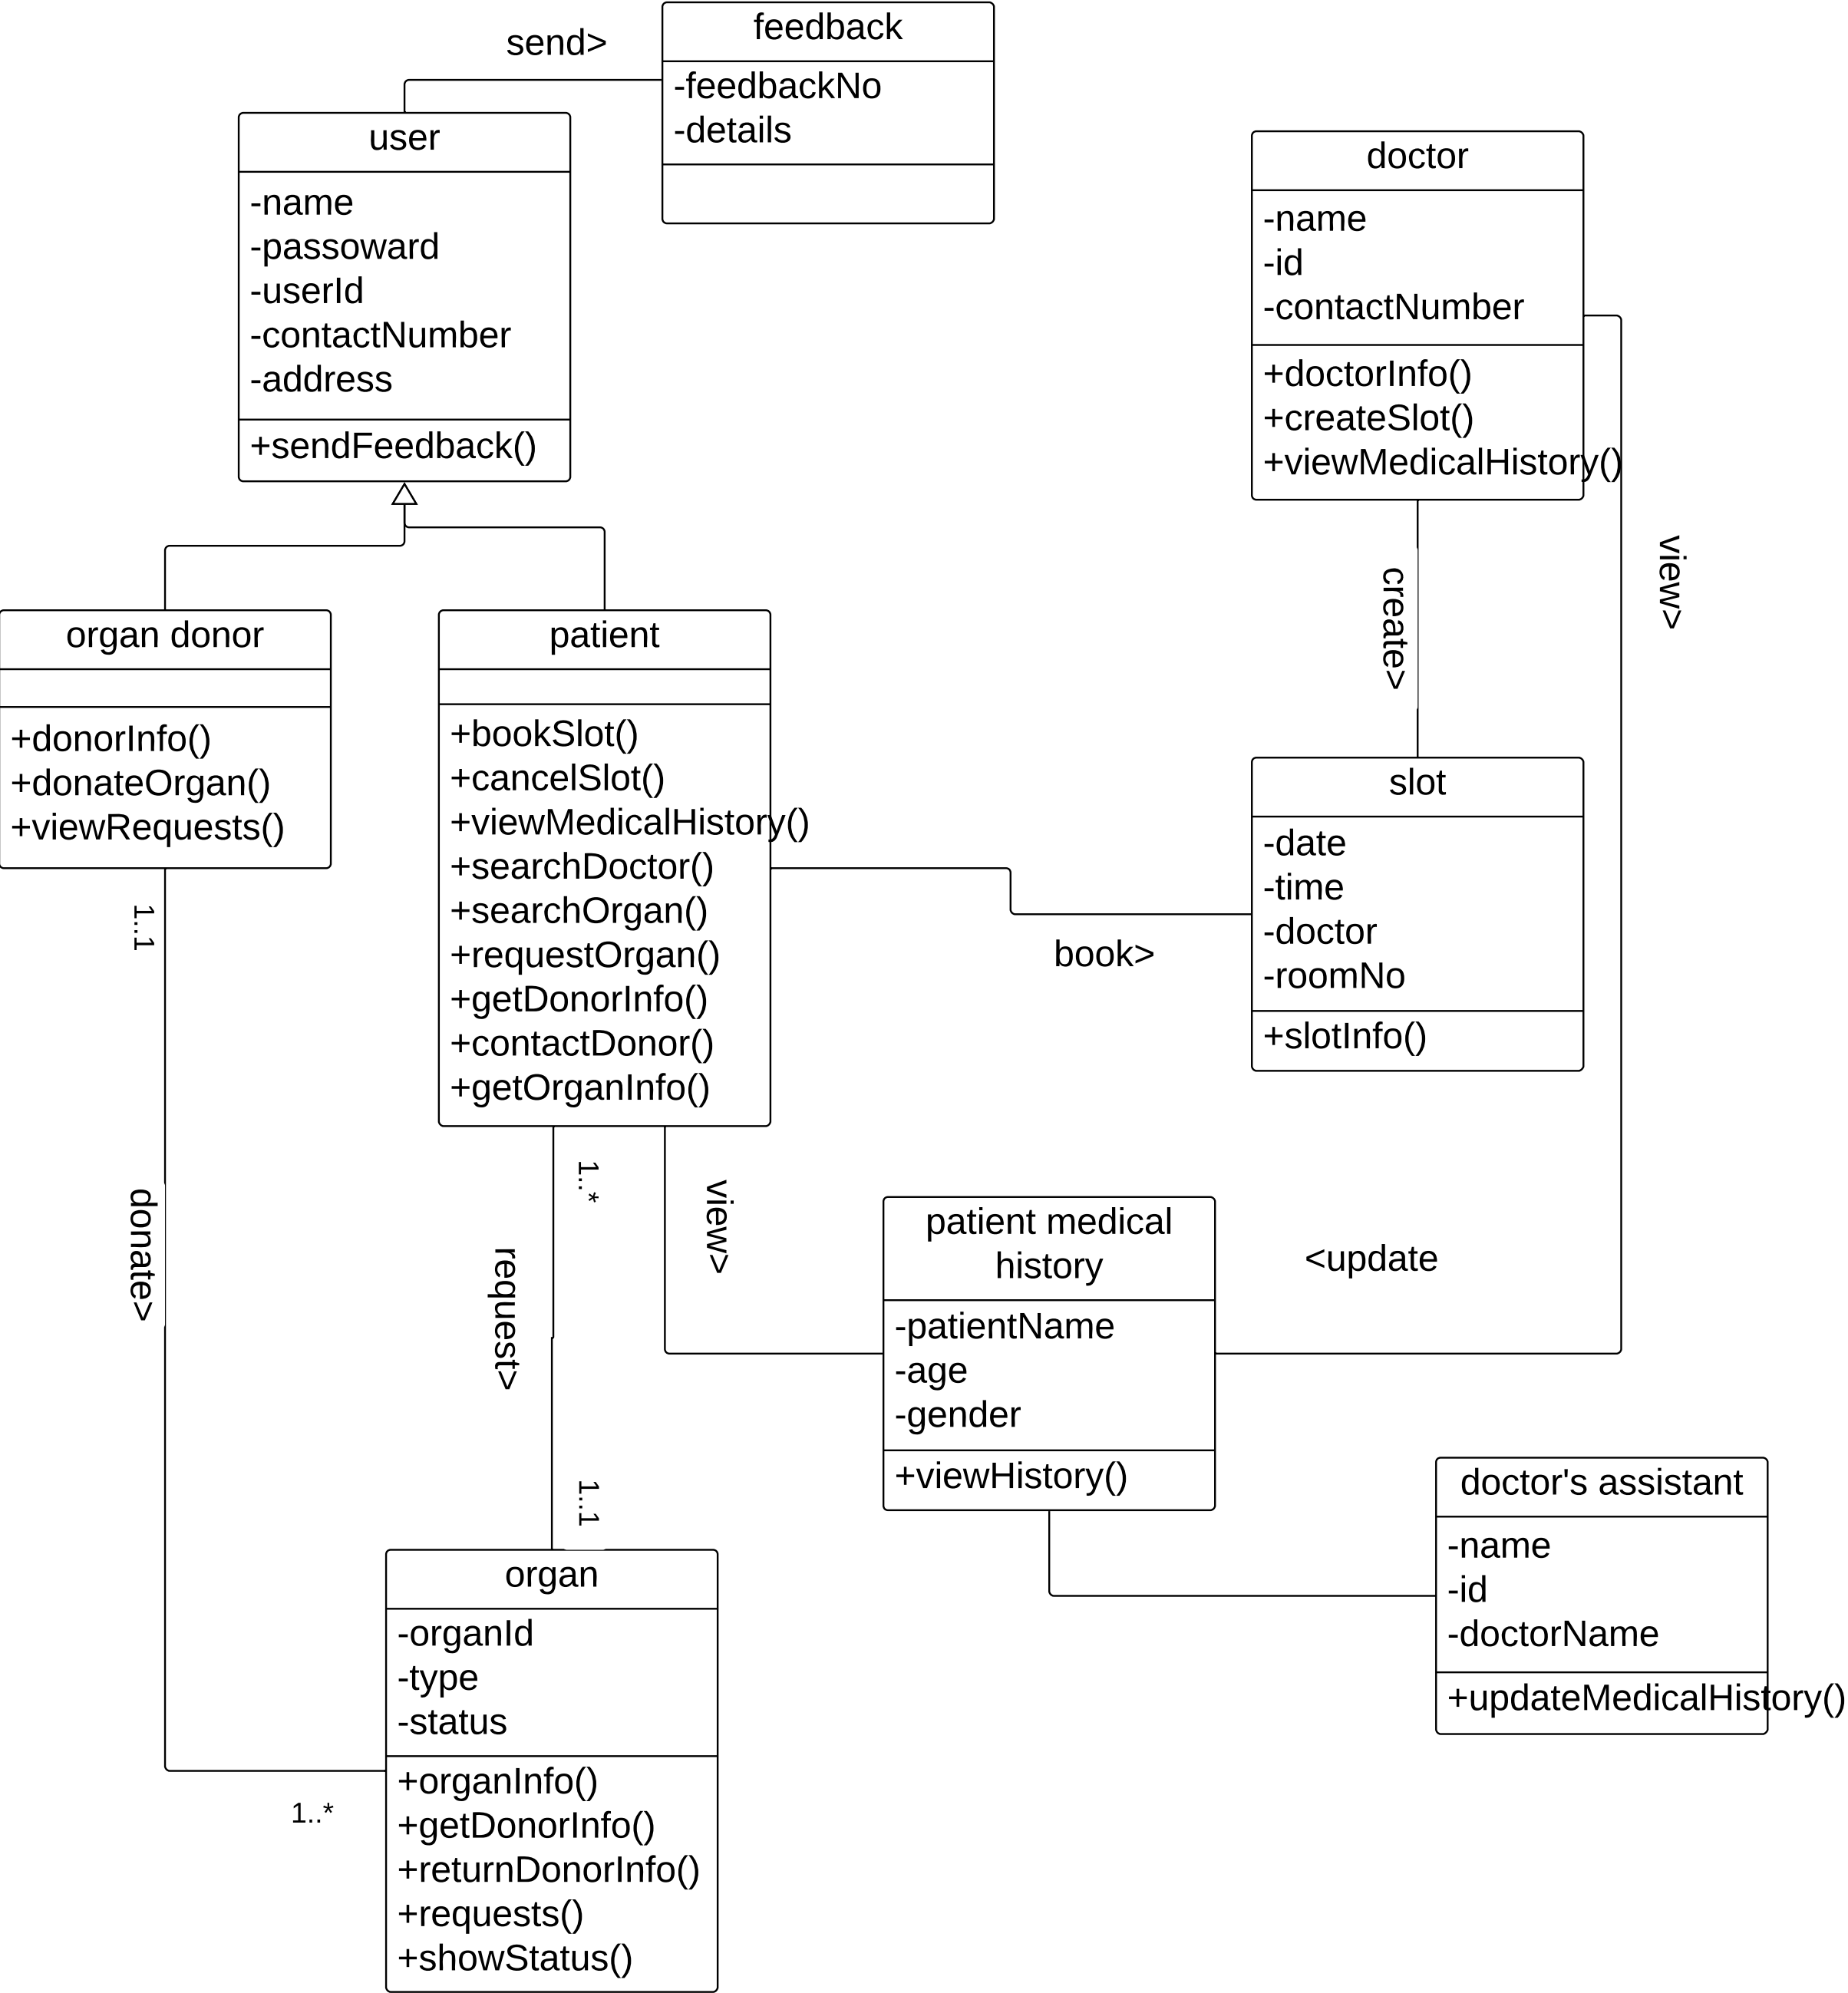 send>
feedback
-feedbackNo
-details
user
-name
-passoward
-userId
-contactNumber
-address
+sendFeedback()
doctor
-name
-id
-contactNumber
+doctorInfo()
+createSlot()
+viewMedicalHistory()
create>
view>
organ donor
+donorInfo()
+donateOrgan()
+viewRequests()
patient
+bookSlot()
+cancelSlot()
+viewMedicalHistory()
+searchDoctor()
+searchOrgan()
+requestOrgan()
+getDonorInfo()
+contactDonor()
+getOrganInfo()
slot
-date
-time
-doctor
-roomNo
+slotInfo()
book>
1..1
donate>
1..*
request>
1..*
view>
1..1
patient medical
history
-patientName
-age
-gender
+viewHistory()
<update
doctor's assistant
-name
-id
-doctorName
+updateMedicalHistory()
organ
-organId
-type
-status
+organInfo()
+getDonorInfo()
+returnDonorInfo()
+requests()
+showStatus()